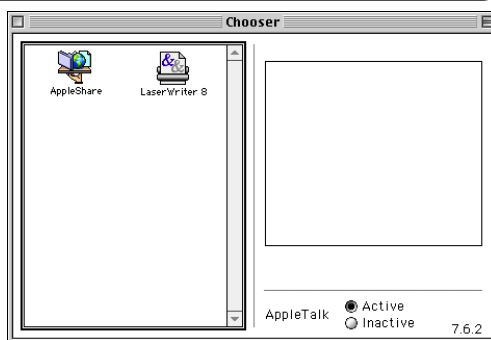 Chooser
AppleShare
LaserWriter 8
AppleTalk
Active
Inactive
7.6.2